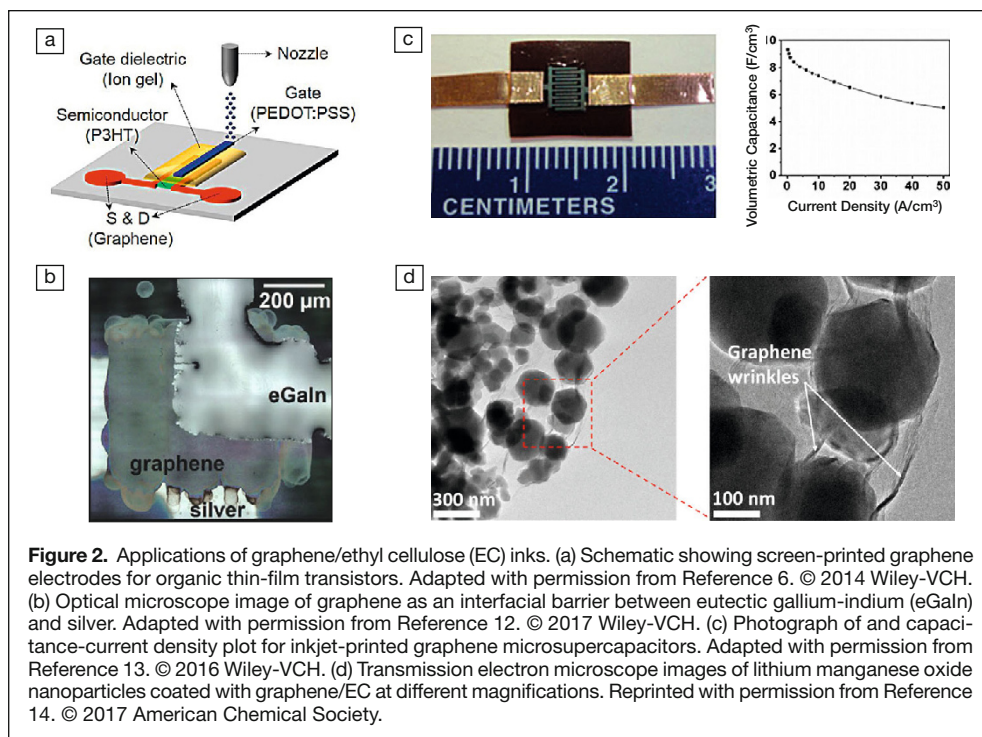 a
Nozzle
Gate dielectric
(Ion gel)
Gate
(PEDOT:PSS)
Semiconductor
(P3HT)
S & D
(Graphene)
b
200 µm
eGaIn
graphene
silver
c
1 2 3
CENTIMETERS
Volumetric Capacitance (F/cm³)
10
8
6
4
2
0
0 10 20 30 40 50
Current Density (A/cm³)
d
300 nm
Graphene
wrinkles
100 nm
Figure 2. Applications of graphene/ethyl cellulose (EC) inks. (a) Schematic showing screen-printed graphene
electrodes for organic thin-film transistors. Adapted with permission from Reference 6. © 2014 Wiley-VCH.
(b) Optical microscope image of graphene as an interfacial barrier between eutectic gallium-indium (eGaIn)
and silver. Adapted with permission from Reference 12. © 2017 Wiley-VCH. (c) Photograph of and capaci-
tance-current density plot for inkjet-printed graphene microsupercapacitors. Adapted with permission from
Reference 13. © 2016 Wiley-VCH. (d) Transmission electron microscope images of lithium manganese oxide
nanoparticles coated with graphene/EC at different magnifications. Reprinted with permission from Reference
14. © 2017 American Chemical Society.